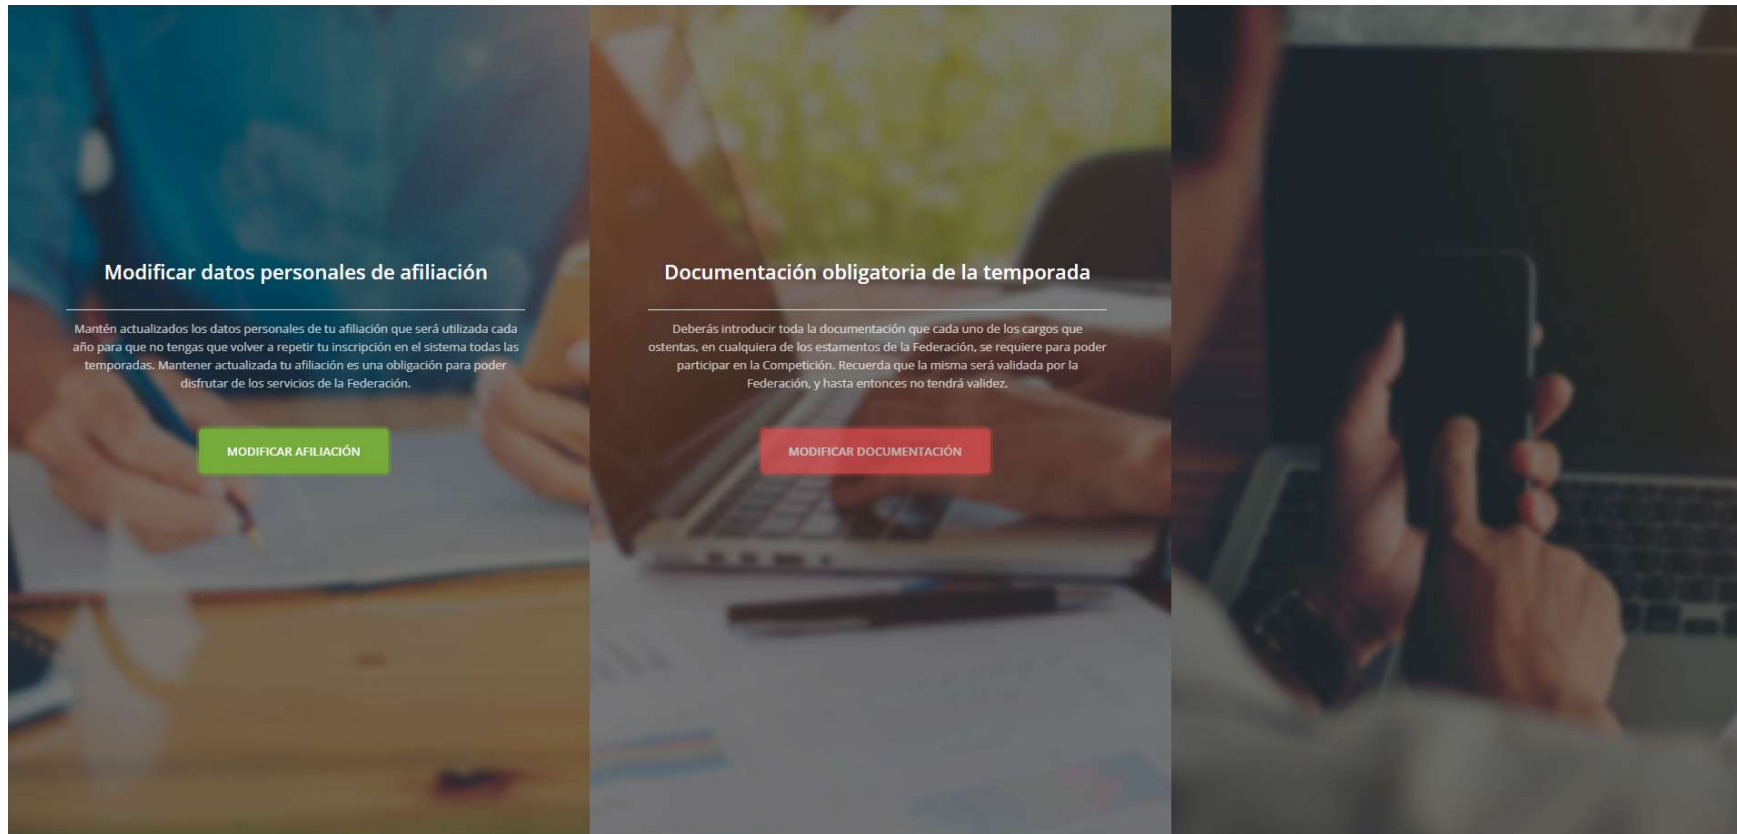 Modificar datos personales de afiliación
Mantén actualizados los datos personales de tu afiliación que será utilizada cada
año para que no tengas que volver a repetir tu inscripción en el sistema todas las
temporadas. Mantener actualizada tu afiliación es una obligación para poder
disfrutar de los servicios de la Federación.
MODIFICAR AFILIACIÓN
Documentación obligatoria de la temporada
Deberás introducir toda la documentación que cada uno de los cargos que
ostentas, en cualquiera de los estamentos de la Federación, se requiere para poder
participar en la Competición. Recuerda que la misma será validada por la
Federación, y hasta entonces no tendrá validez.
MODIFICAR DOCUMENTACIÓN